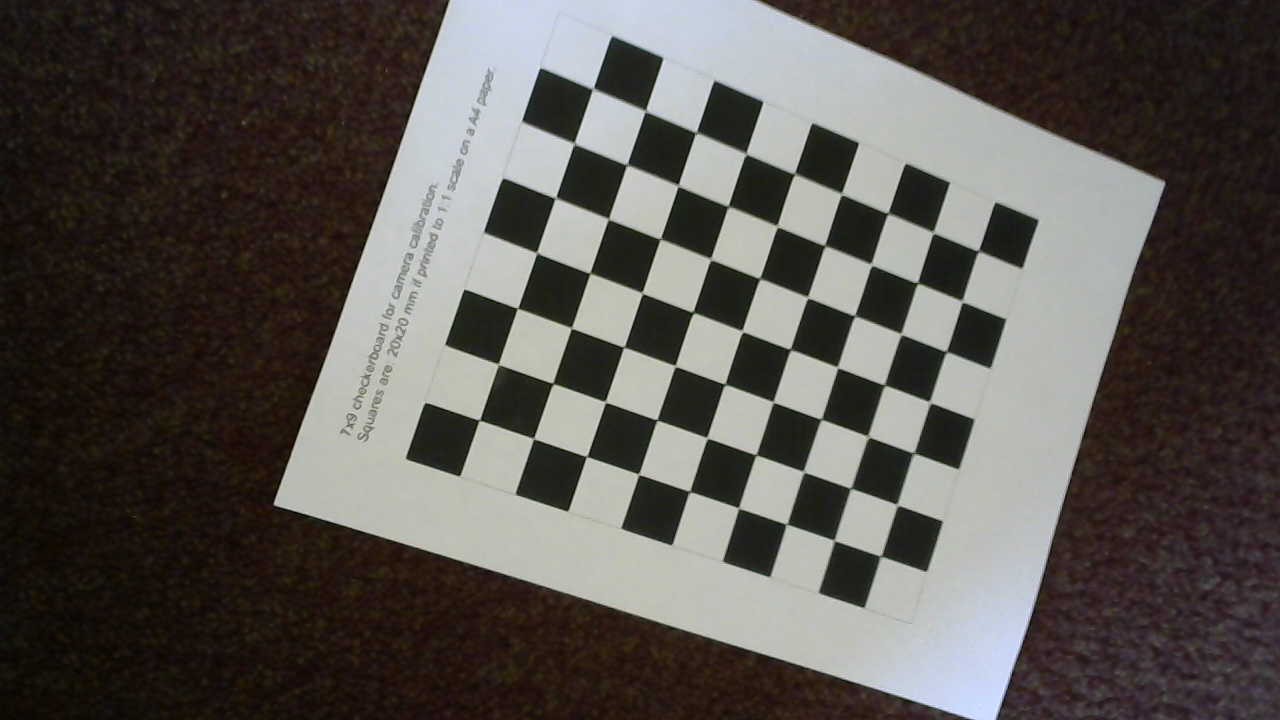 7x9 checkerboard for camera calibration.
Squares are: 20x20 mm if printed to 1:1 scale on a A4 paper.